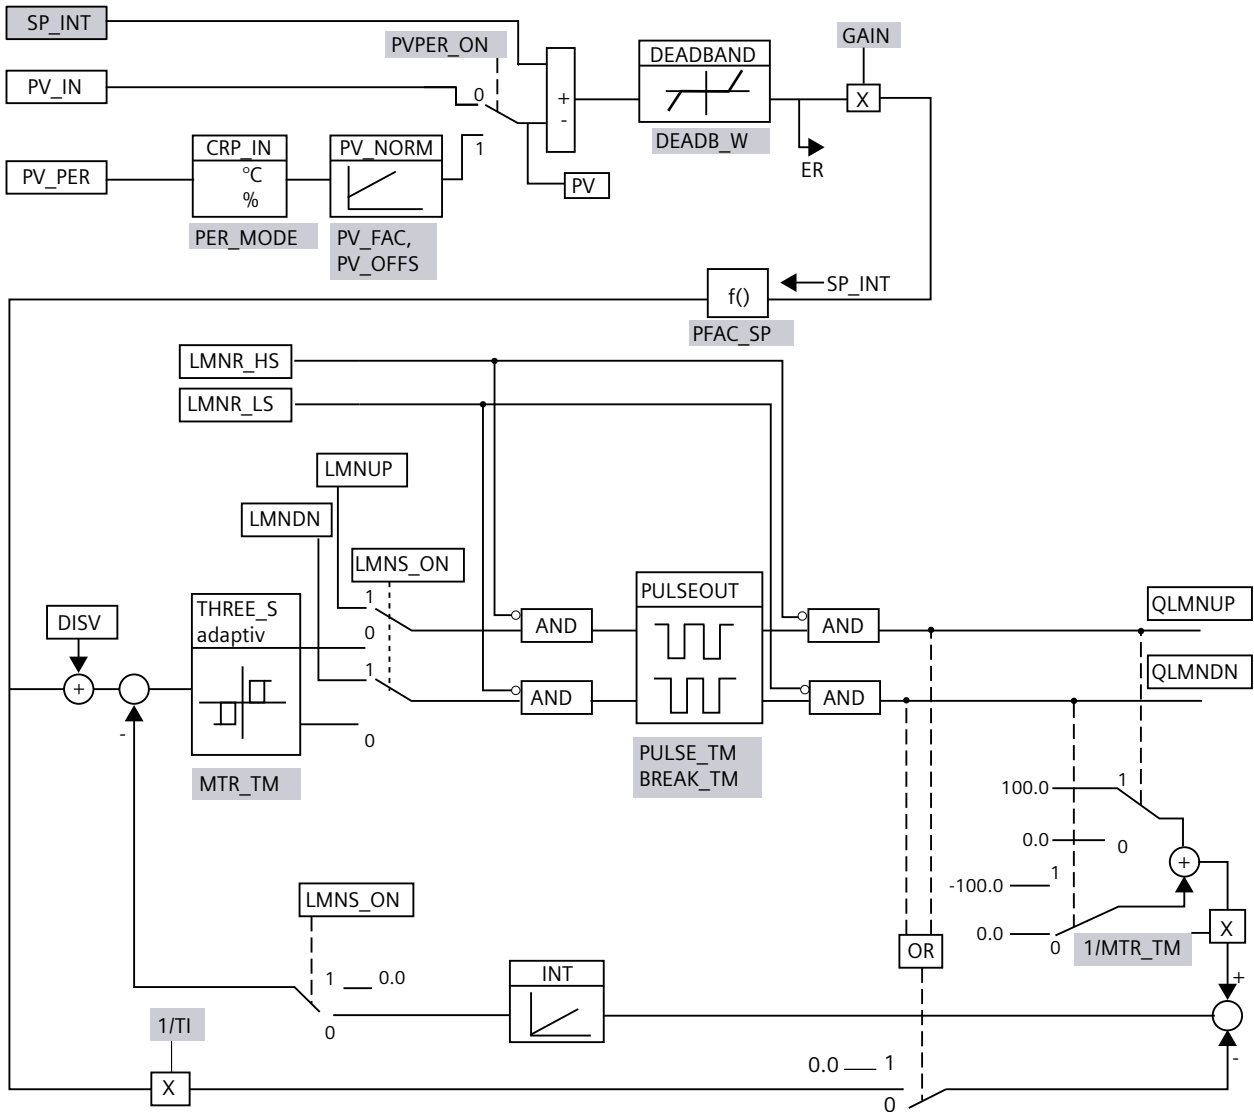 SP_INT
PVPER_ON
GAIN
DEADBAND
PV_IN
0
+
-
X
DEADB_W
CRP_IN
°C
%
PV_NORM
1
PV_PER
ER
PV
PER_MODE
PV_FAC,
PV_OFFS
SP_INT
f()
PFAC_SP
LMNR_HS
LMNR_LS
LMNUP
LMNDN
LMNS_ON
THREE_S
adaptiv
1
0
1
0
AND
AND
PULSEOUT
AND
AND
QLMNUP
QLMNDN
DISV
+
-
MTR_TM
PULSE_TM
BREAK_TM
100.0
1
0.0
0
+
-100.0
1
0.0
0
1/MTR_TM
X
LMNS_ON
OR
1
0.0
0
INT
+
-
1/TI
X
0.0
1
0